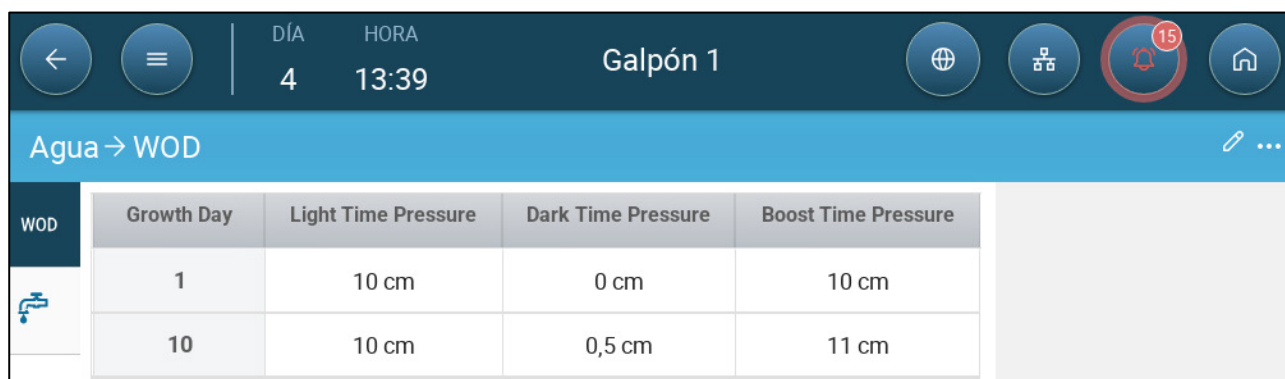 DÍA HORA
4 13:39
Galpón 1
15
Agua → WOD
WOD
Growth Day Light Time Pressure Dark Time Pressure Boost Time Pressure
1 10 cm 0 cm 10 cm
10 10 cm 0,5 cm 11 cm